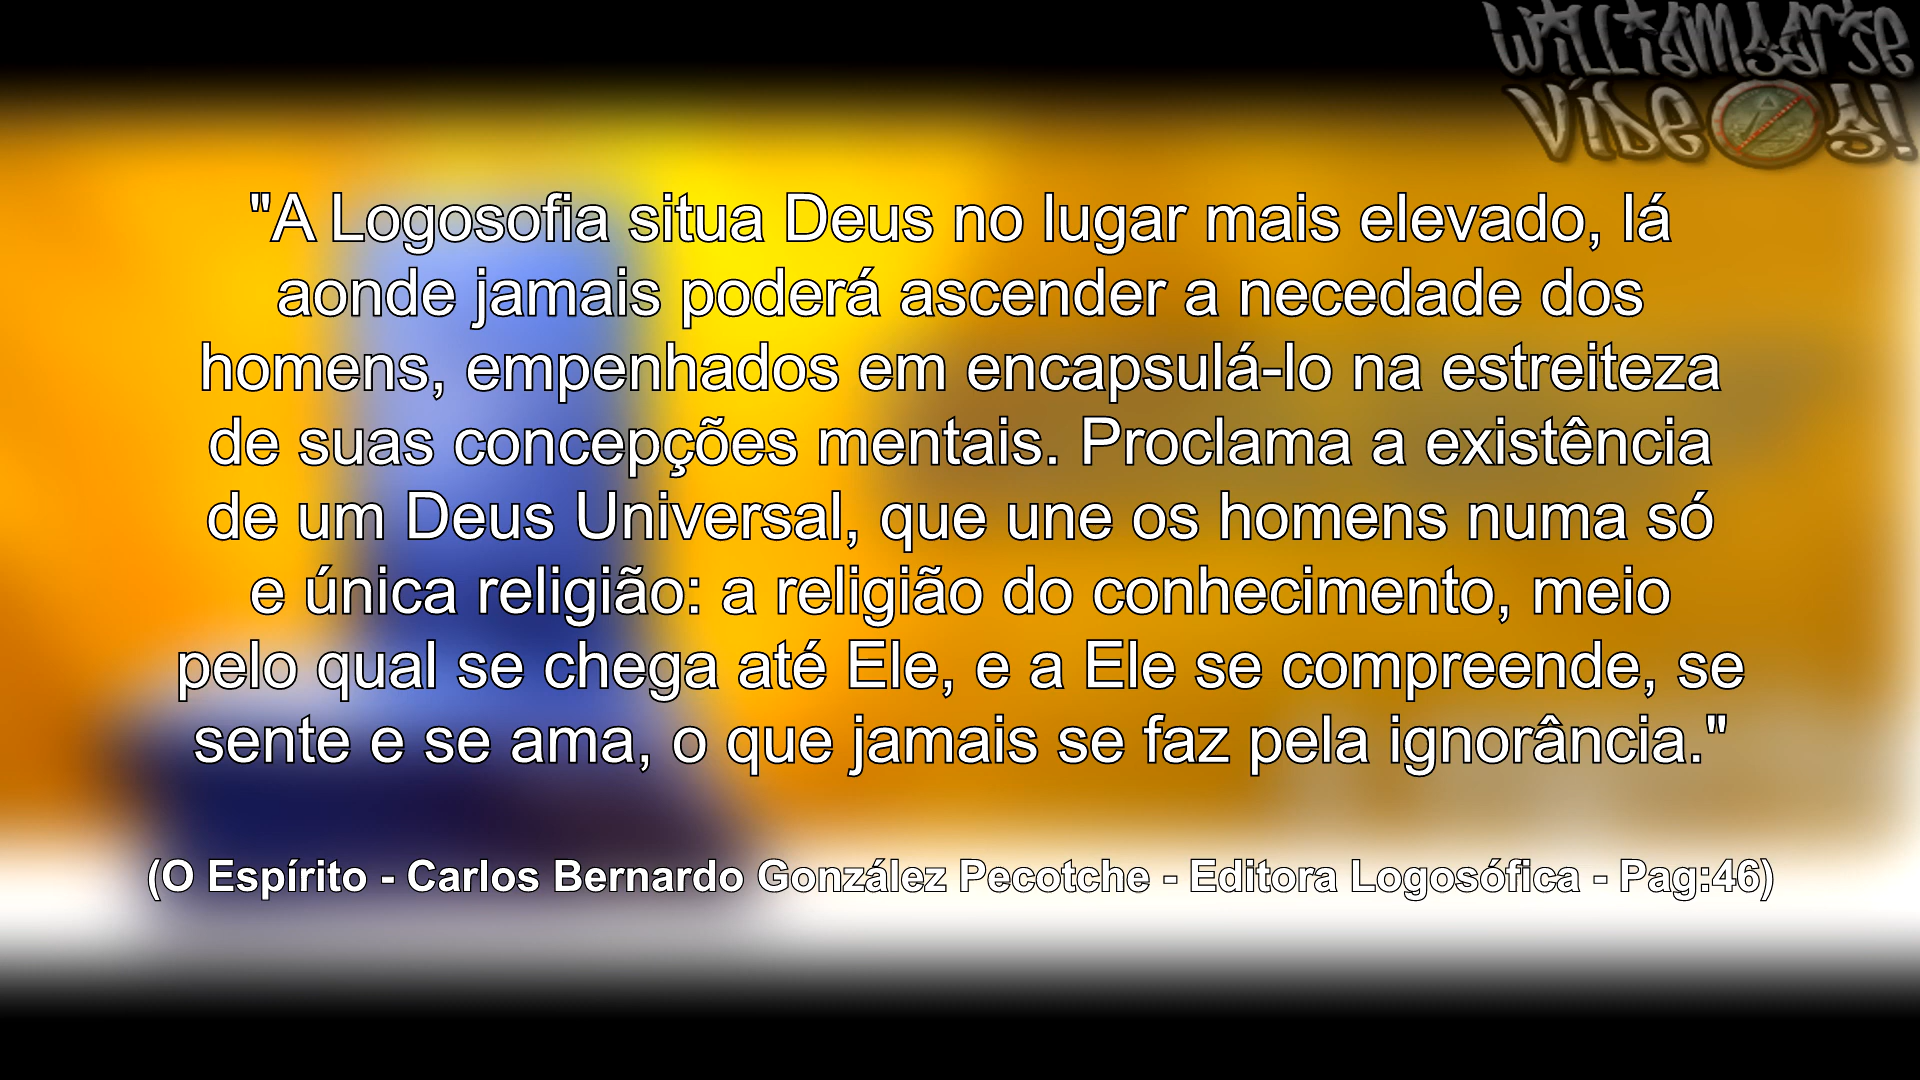 WILLIAMSARSE
VIDEOS!
"A Logosofia situa Deus no lugar mais elevado, lá
aonde jamais poderá ascender a necedade dos
homens, empenhados em encapsulá-lo na estreiteza
de suas concepções mentais. Proclama a existência
de um Deus Universal, que une os homens numa só
e única religião: a religião do conhecimento, meio
pelo qual se chega até Ele, e a Ele se compreende, se
sente e se ama, o que jamais se faz pela ignorância."
(O Espírito - Carlos Bernardo González Pecotche - Editora Logosófica - Pag:46)